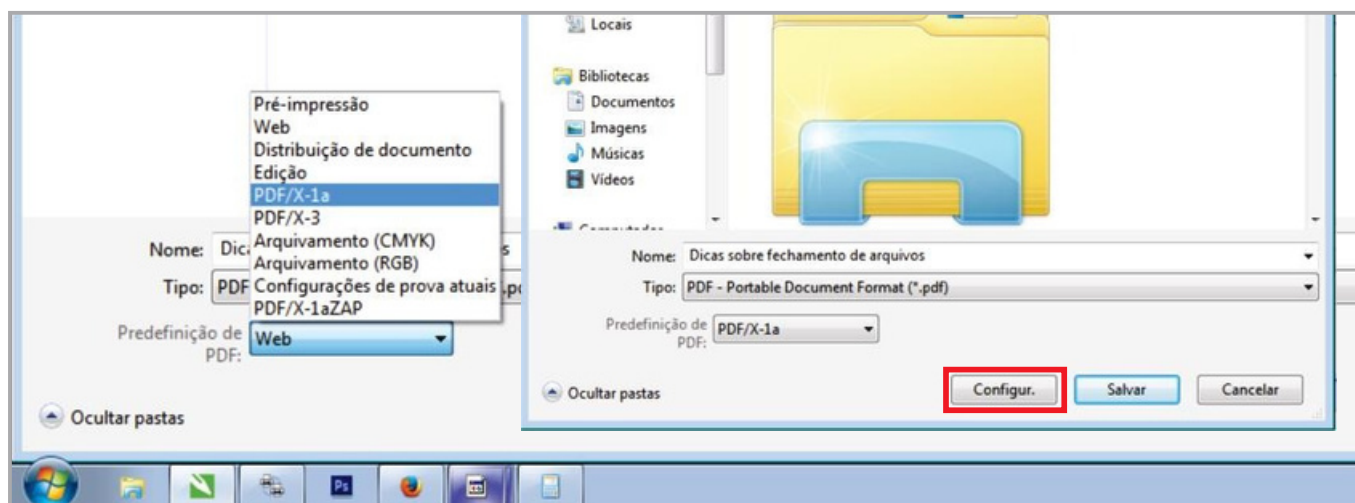 Pré-impressão
Web
Distribuição de documento
Edição
PDF/X-1a
PDF/X-3
Arquivamento (CMYK)
Arquivamento (RGB)
Configurações de prova atuais
PDF/X-1aZAP
Nome: Dic
Tipo: PDF
Predefinição de PDF: Web
Ocultar pastas
Locais
Bibliotecas
Documentos
Imagens
Músicas
Vídeos
Nome: Dicas sobre fechamento de arquivos
Tipo: PDF - Portable Document Format (*.pdf)
Predefinição de
PDF: PDF/X-1a
Ocultar pastas
Configur.
Salvar
Cancelar
Ps